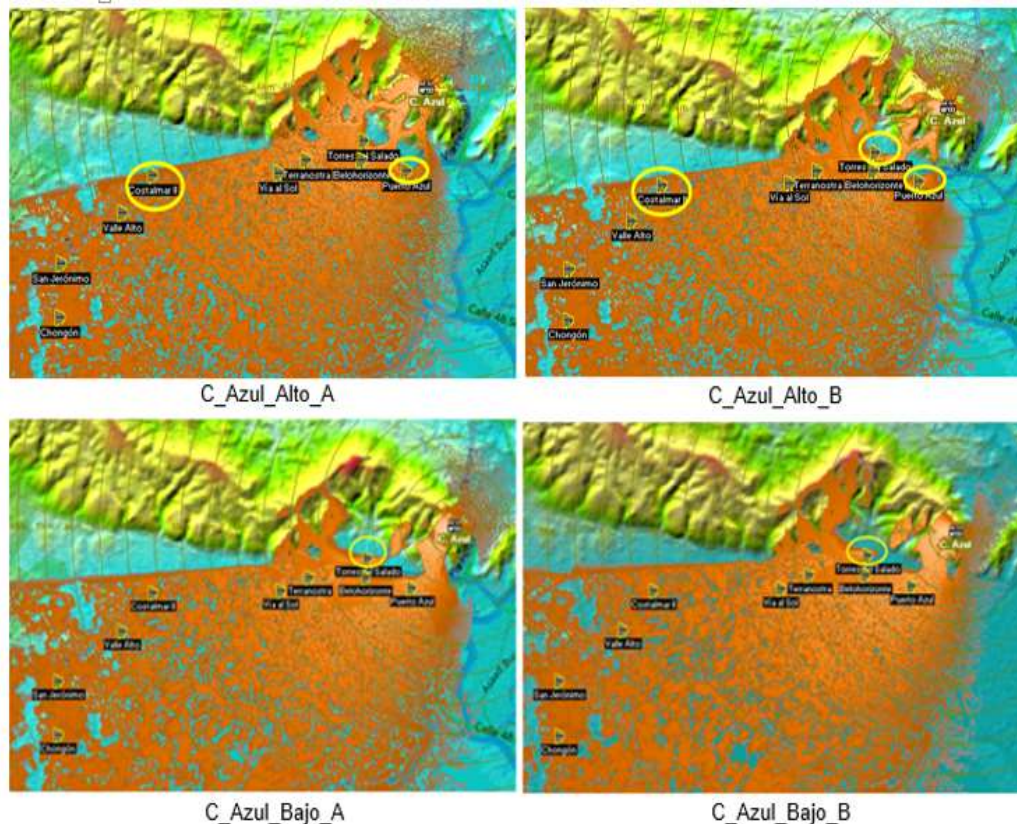 C. Azul
Torres del Salado
Terranostra
Belohorizonte
Vía al Sol
Puerto Azul
Costalmar II
Valle Alto
San Jerónimo
Chongón
C_Azul_Alto_A
C. Azul
Torres del Salado
Terranostra
Belohorizonte
Vía al Sol
Puerto Azul
Costalmar
Valle Alto
San Jerónimo
Chongón
Calle
C_Azul_Alto_B
C. Azul
Torres del Salado
Terranostra
Belohorizonte
Vía al Sol
Puerto Azul
Costalmar II
Valle Alto
San Jerónimo
Chongón
C_Azul_Bajo_A
C. Azul
Torres del Salado
Terranostra
Belohorizonte
Vía al Sol
Puerto Azul
Costalmar II
Valle Alto
San Jerónimo
Chongón
C_Azul_Bajo_B